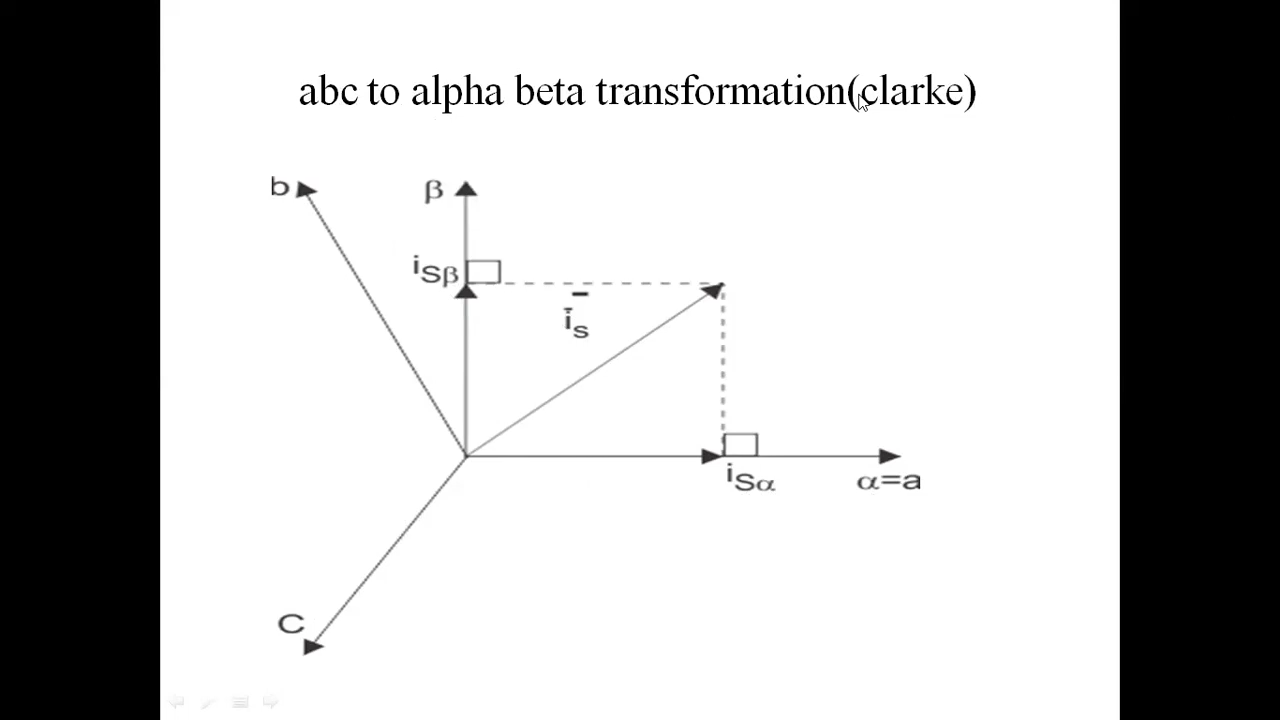 abc to alpha beta transformation(clarke)
b
β
iSβ
is
iSα
α=a
C